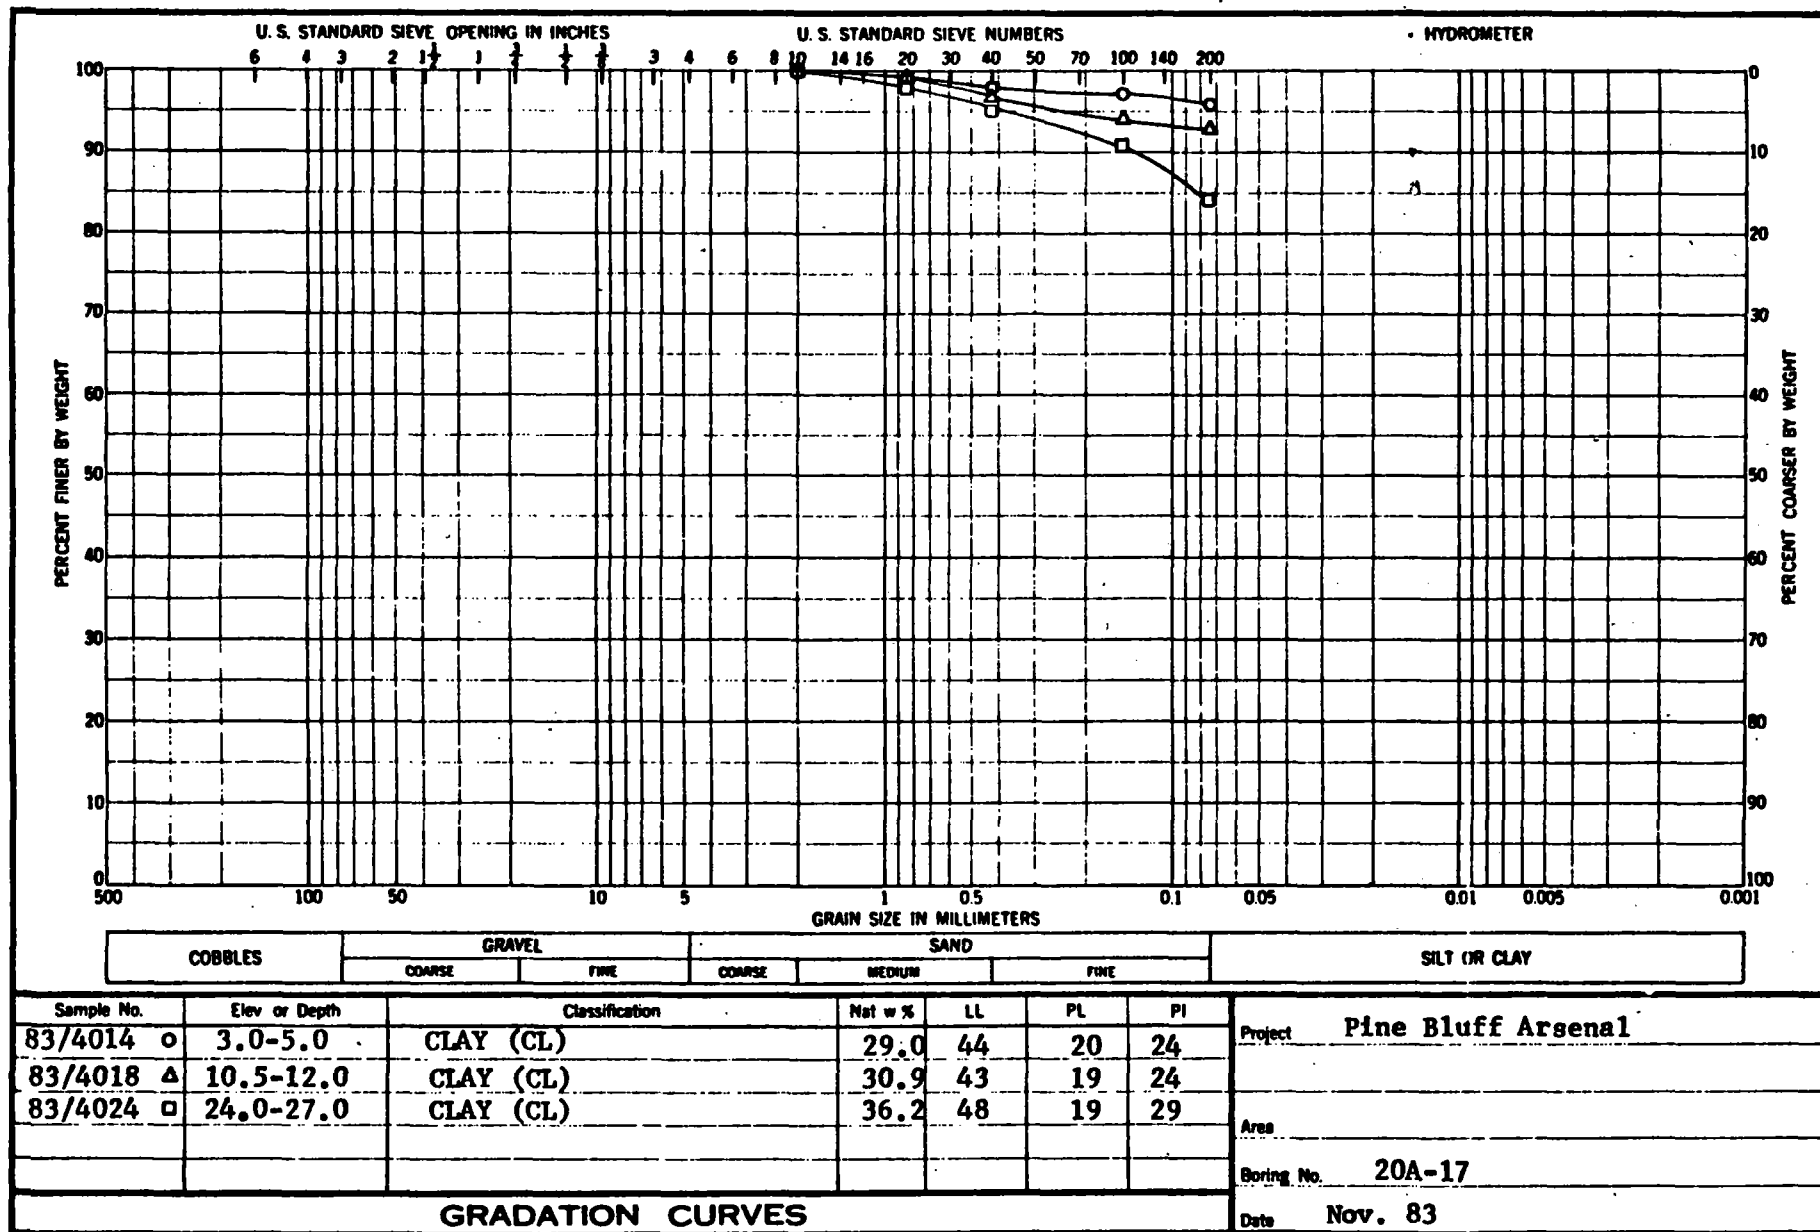 U. S. STANDARD SIEVE OPENING IN INCHES U. S. STANDARD SIEVE NUMBERS HYDROMETER
6 4 3 2 1½ 1 ¾ ½ ⅜ 3 4 6 8 10 14 16 20 30 40 50 70 100 140 200
100 0
90 10
80 20
70 30
60 40
50 50
40 60
30 70
20 80
10 90
0 100
PERCENT FINER BY WEIGHT
PERCENT COARSER BY WEIGHT
500 100 50 10 5 1 0.5 0.1 0.05 0.01 0.005 0.001
GRAIN SIZE IN MILLIMETERS
COBBLES GRAVEL SAND SILT OR CLAY
COARSE FINE COARSE MEDIUM FINE
Sample No. Elev or Depth Classification Nat w % LL PL PI
83/4014 3.0-5.0 CLAY (CL) 29.0 44 20 24
83/4018 10.5-12.0 CLAY (CL) 30.9 43 19 24
83/4024 24.0-27.0 CLAY (CL) 36.2 48 19 29
Project Pine Bluff Arsenal
Area
Boring No. 20A-17
Date Nov. 83
GRADATION CURVES